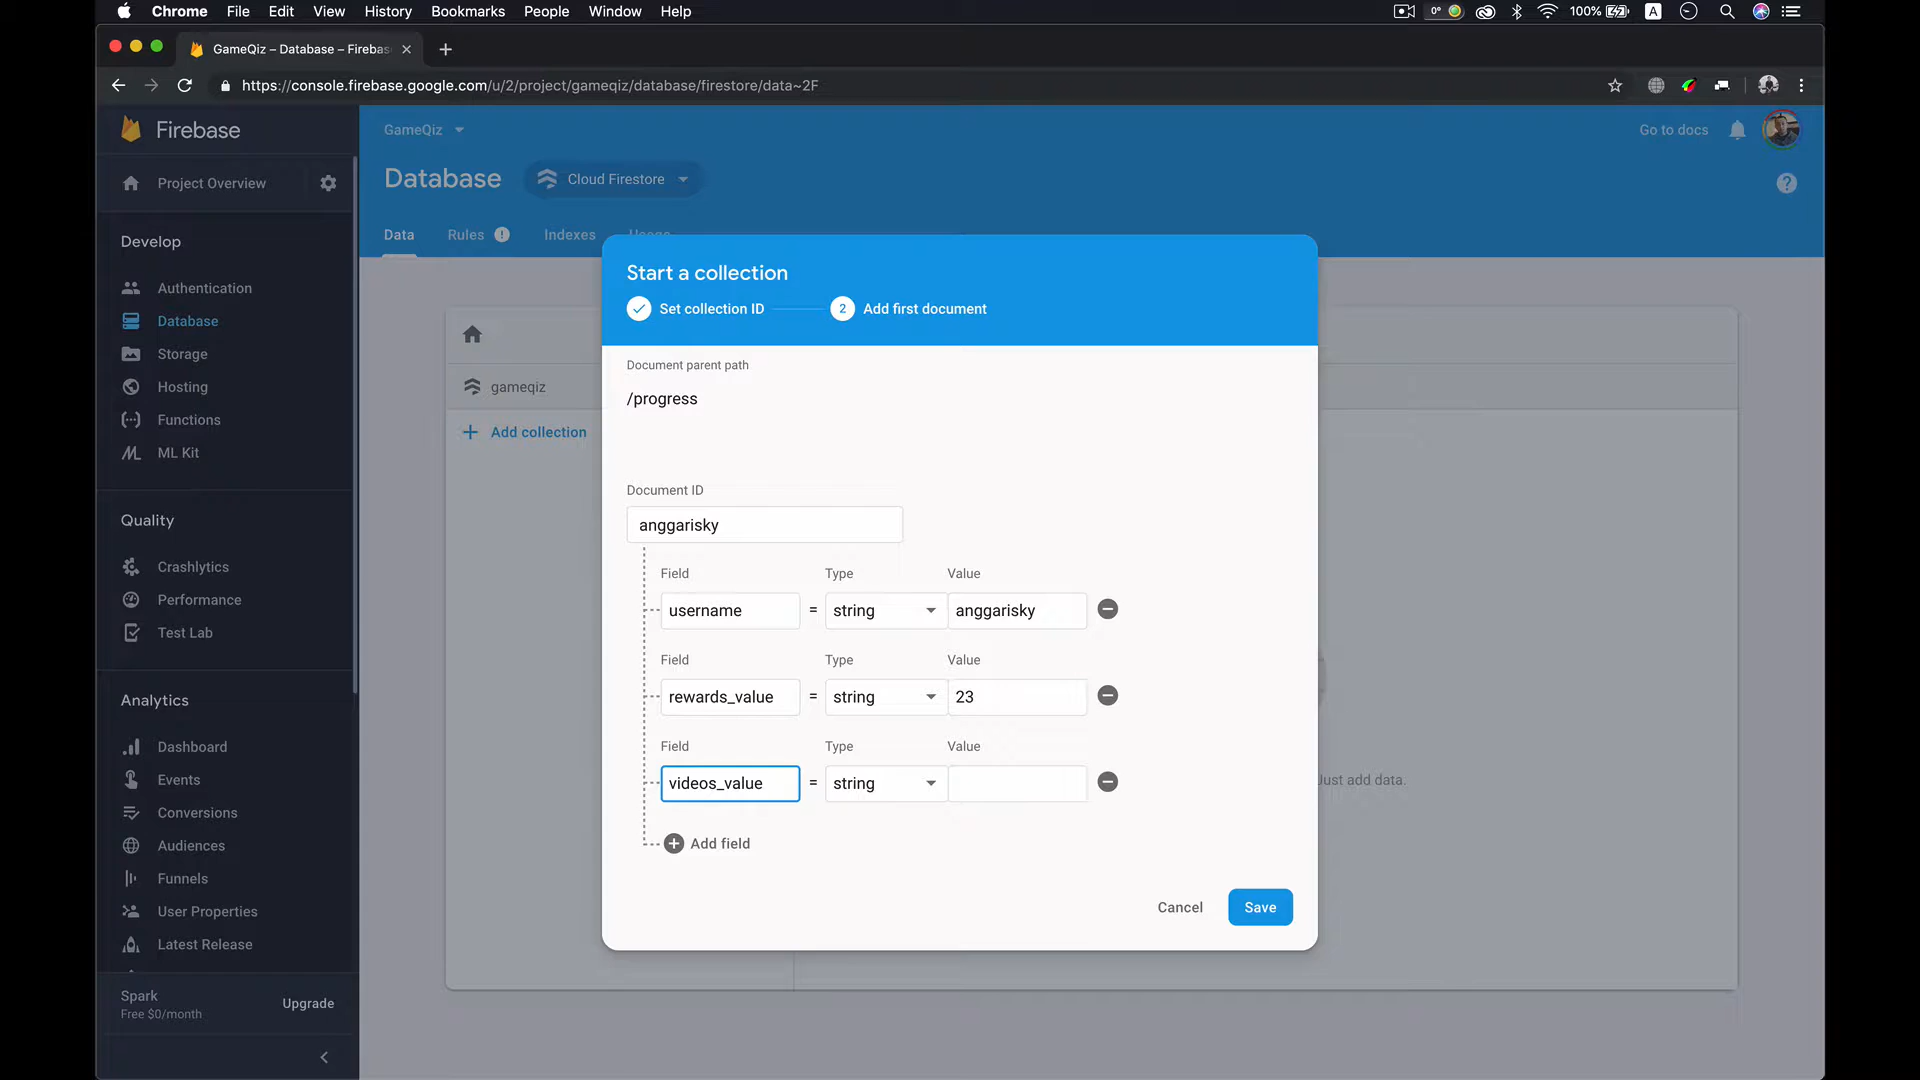 Chrome File Edit View History Bookmarks People Window Help 0° 100% A
GameQiz – Database – Firebas
https://console.firebase.google.com/u/2/project/gameqiz/database/firestore/data~2F
Firebase
Project Overview
Develop
Authentication
Database
Storage
Hosting
Functions
ML Kit
Quality
Crashlytics
Performance
Test Lab
Analytics
Dashboard
Events
Conversions
Audiences
Funnels
User Properties
Latest Release
Spark
Free $0/month
Upgrade
GameQiz
Go to docs
Database
Cloud Firestore
Data Rules Indexes Usage
gameqiz
Add collection
Just add data.
Start a collection
Set collection ID
2 Add first document
Document parent path
/progress
Document ID
anggarisky
Field Type Value
username = string anggarisky
Field Type Value
rewards_value = string 23
Field Type Value
videos_value = string
Add field
Cancel Save